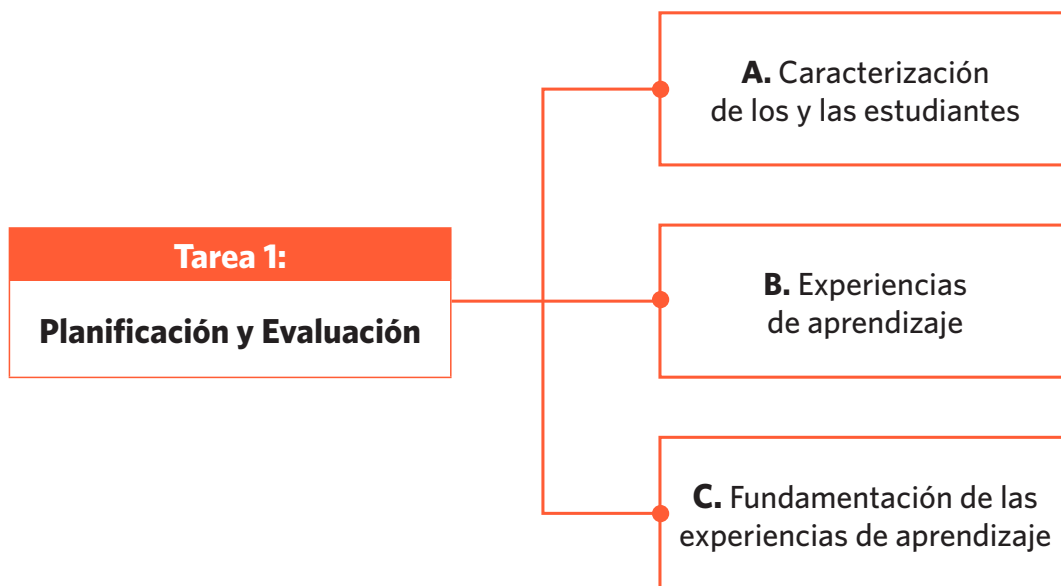 Tarea 1:
Planificación y Evaluación
A. Caracterización
de los y las estudiantes
B. Experiencias
de aprendizaje
C. Fundamentación de las
experiencias de aprendizaje